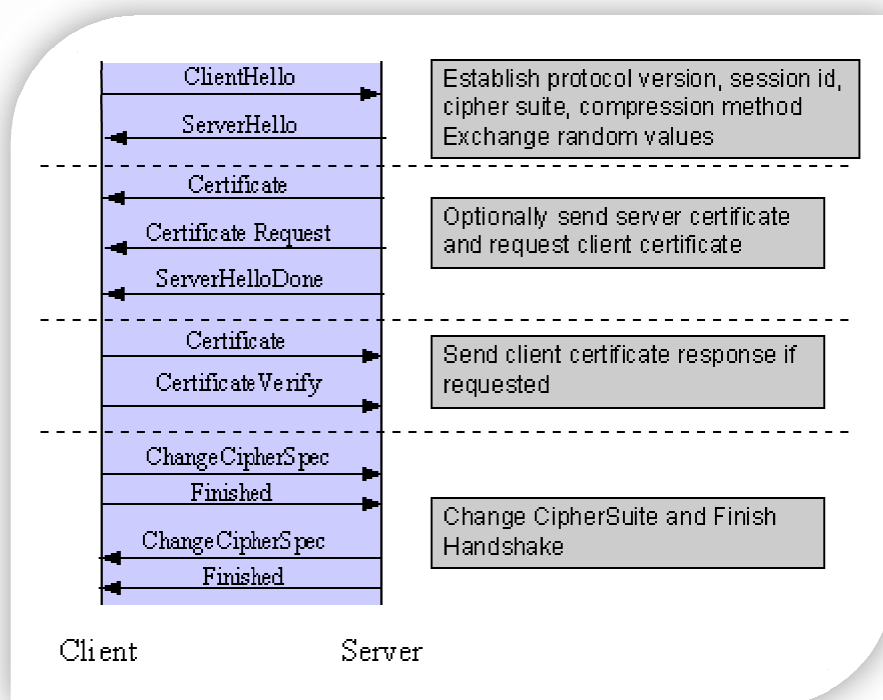 ClientHello
ServerHello
Establish protocol version, session id,
cipher suite, compression method
Exchange random values
Certificate
Certificate Request
ServerHelloDone
Optionally send server certificate
and request client certificate
Certificate
CertificateVerify
Send client certificate response if
requested
ChangeCipherSpec
Finished
ChangeCipherSpec
Finished
Change CipherSuite and Finish
Handshake
Client
Server